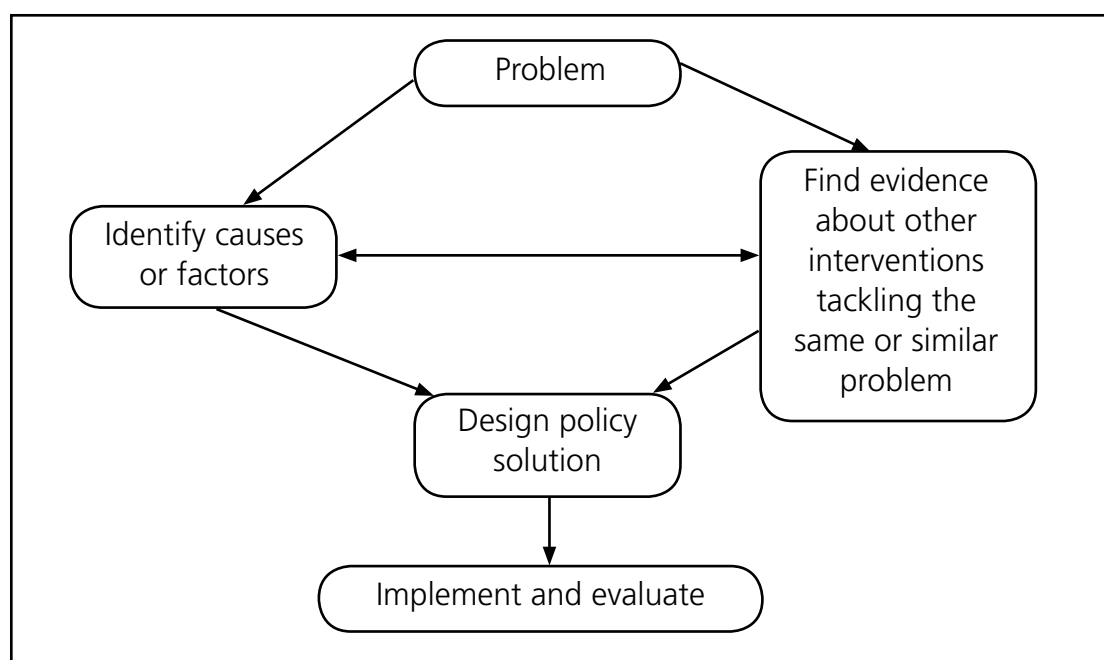 Problem
Identify causes
or factors
Find evidence
about other
interventions
tackling the
same or similar
problem
Design policy
solution
Implement and evaluate